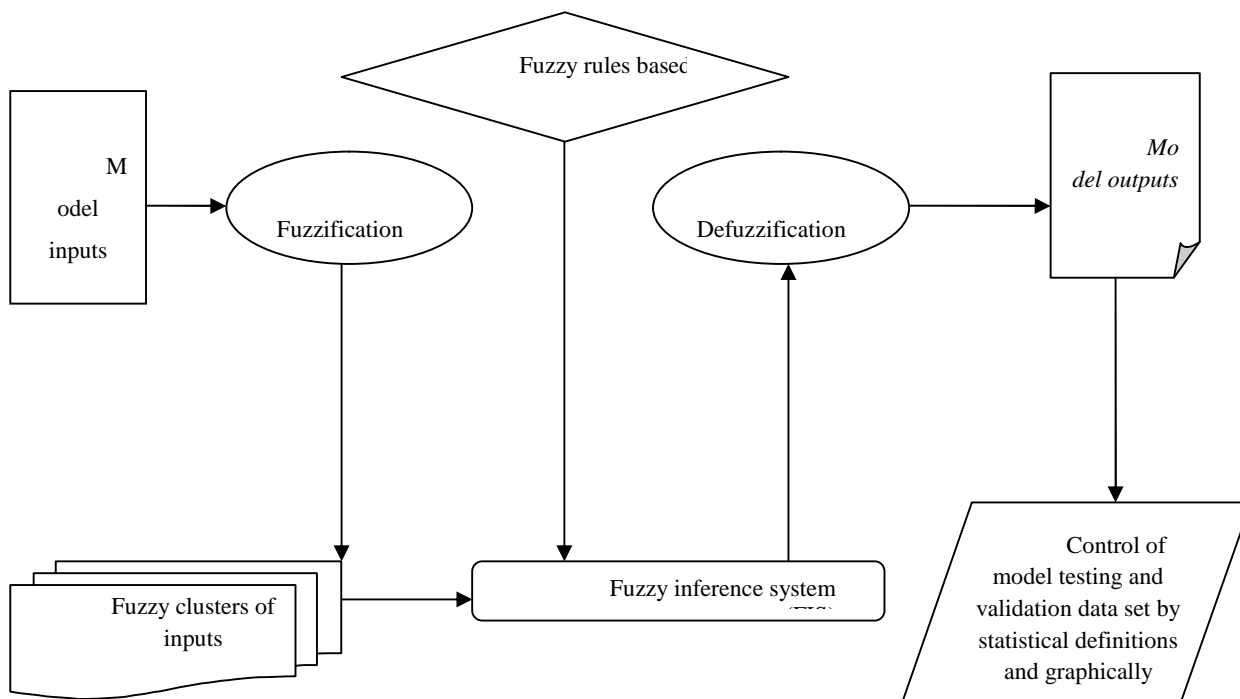 Fuzzy rules based
M
odel
inputs
Fuzzification
Defuzzification
Mo
del outputs
Fuzzy clusters of
inputs
Fuzzy inference system
Control of
model testing and
validation data set by
statistical definitions
and graphically